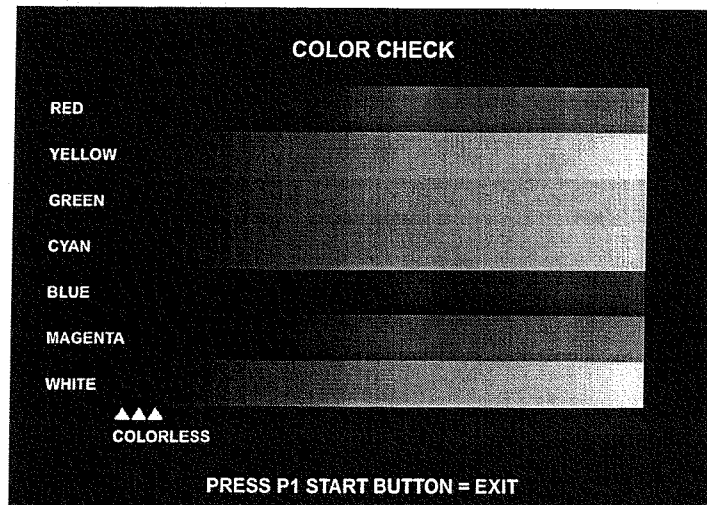 COLOR CHECK
RED
YELLOW
GREEN
CYAN
BLUE
MAGENTA
WHITE
▲▲▲
COLORLESS
PRESS P1 START BUTTON = EXIT